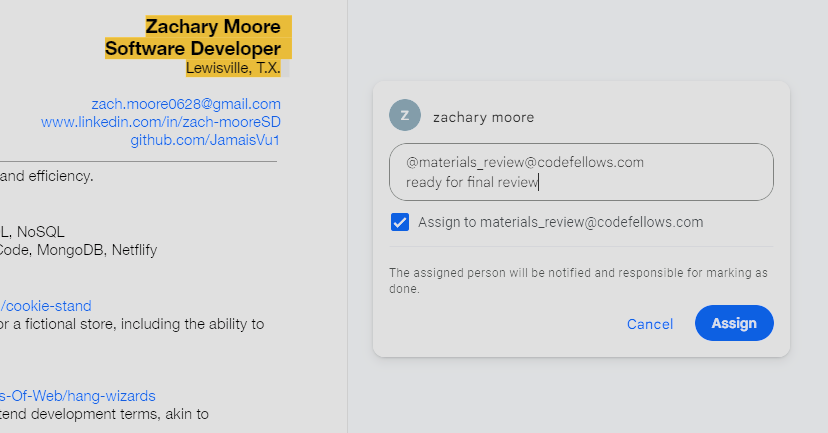 Zachary Moore
Software Developer
Lewisville, T.X.
zach.moore0628@gmail.com
www.linkedin.com/in/zach-mooreSD
github.com/JamaisVu1
and efficiency.
L, NoSQL
Code, MongoDB, Netflify
/cookie-stand
or a fictional store, including the ability to
s-Of-Web/hang-wizards
tend development terms, akin to
Z
zachary moore
@materials_review@codefellows.com
ready for final review
Assign to materials_review@codefellows.com
The assigned person will be notified and responsible for marking as
done.
Cancel
Assign